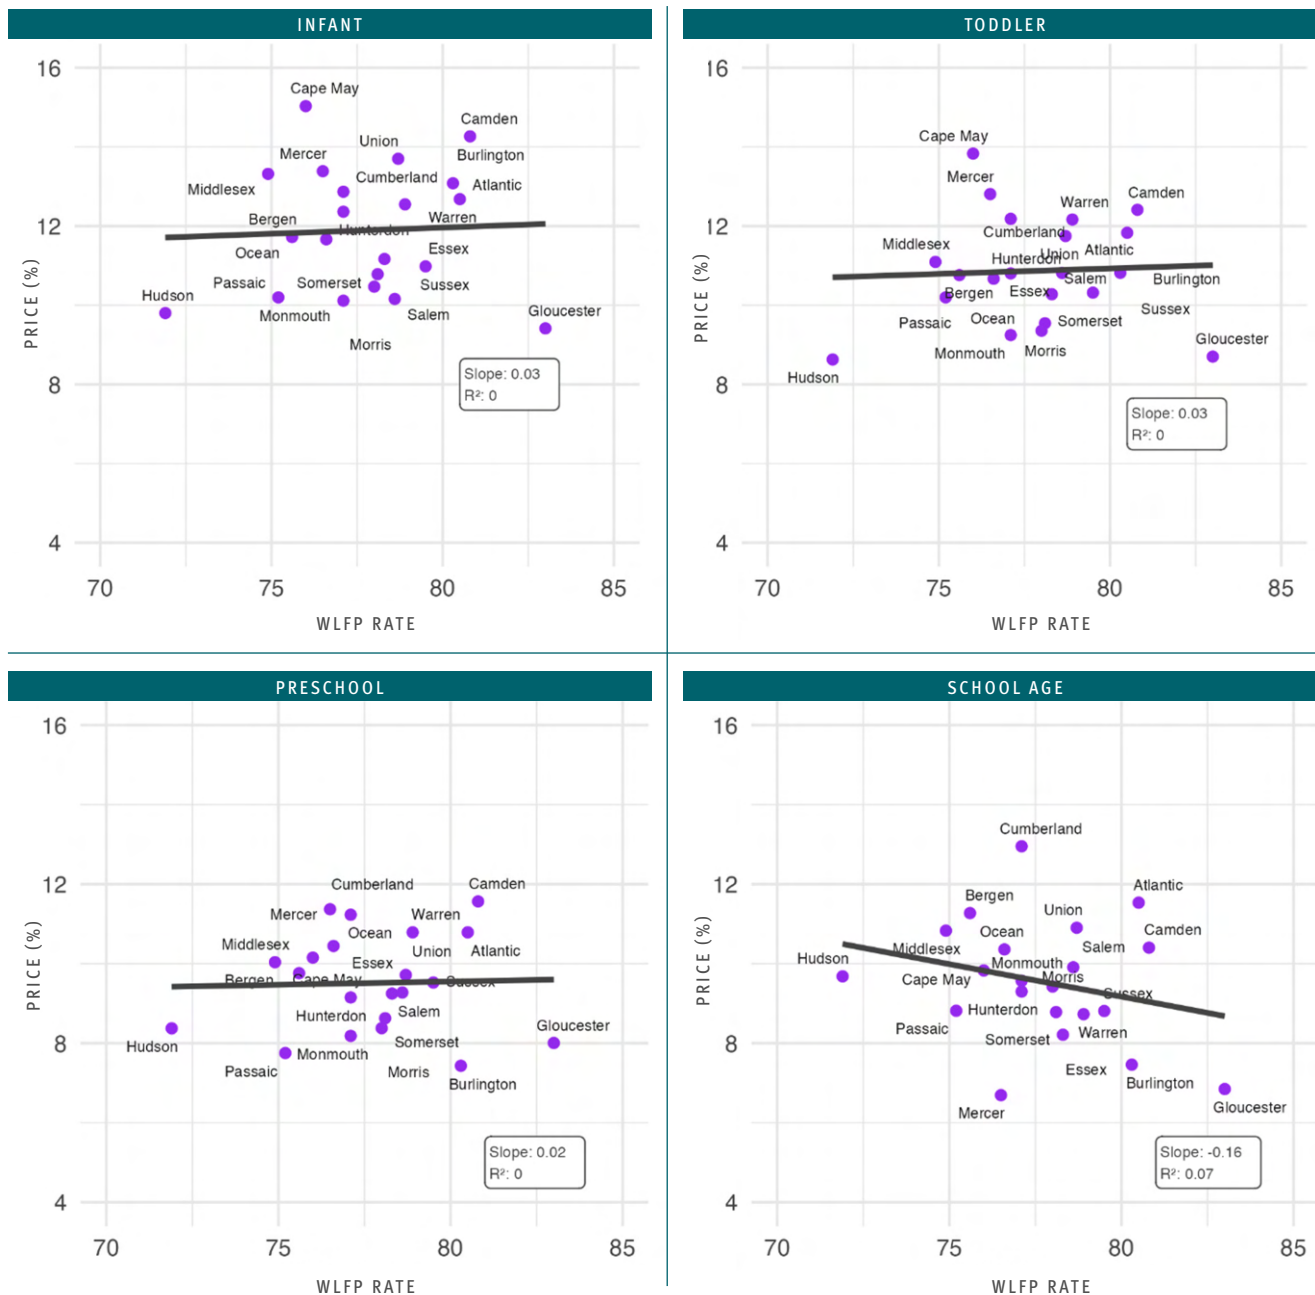 INFANT
16
12
8
4
PRICE (%)
Cape May
Camden
Union
Burlington
Mercer
Cumberland
Atlantic
Middlesex
Bergen
Warren
Hunterdon
Ocean
Essex
Passaic
Somerset
Sussex
Hudson
Monmouth
Salem
Gloucester
Morris
Slope: 0.03
R²: 0
70 75 80 85
WLFP RATE
TODDLER
16
12
8
4
PRICE (%)
Cape May
Mercer
Camden
Warren
Cumberland
Middlesex
Union
Atlantic
Hunterdon
Salem
Burlington
Bergen
Essex
Sussex
Passaic
Ocean
Somerset
Monmouth
Morris
Gloucester
Hudson
Slope: 0.03
R²: 0
70 75 80 85
WLFP RATE
PRESCHOOL
16
12
8
4
PRICE (%)
Cumberland
Camden
Mercer
Warren
Ocean
Middlesex
Union
Atlantic
Essex
Bergen
Cape May
Sussex
Hunterdon
Salem
Gloucester
Hudson
Monmouth
Somerset
Passaic
Morris
Burlington
Slope: 0.02
R²: 0
70 75 80 85
WLFP RATE
SCHOOL AGE
16
12
8
4
PRICE (%)
Cumberland
Atlantic
Bergen
Union
Ocean
Camden
Middlesex
Salem
Hudson
Monmouth
Cape May
Morris
Sussex
Hunterdon
Passaic
Somerset
Warren
Essex
Burlington
Mercer
Gloucester
Slope: -0.16
R²: 0.07
70 75 80 85
WLFP RATE